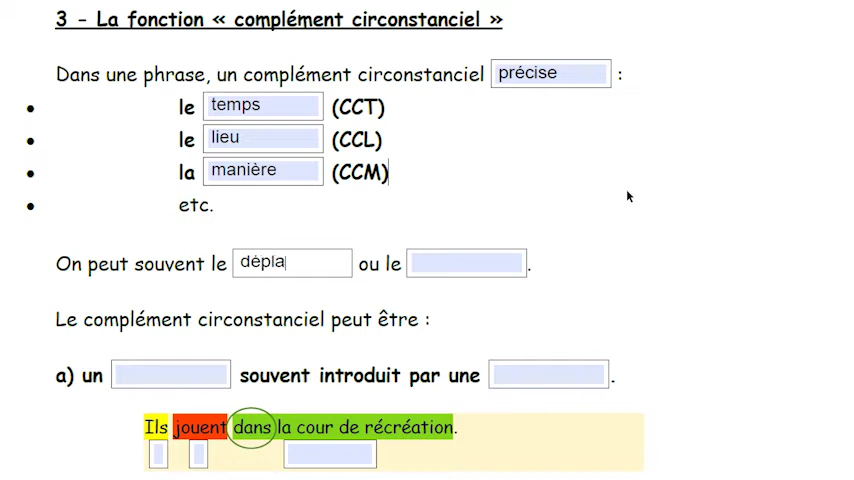 3 - La fonction « complément circonstanciel »
Dans une phrase, un complément circonstanciel précise :
• le temps (CCT)
• le lieu (CCL)
• la manière (CCM)
• etc.
On peut souvent le dépla ou le .
Le complément circonstanciel peut être :
a) un souvent introduit par une .
Ils jouent dans la cour de récréation.